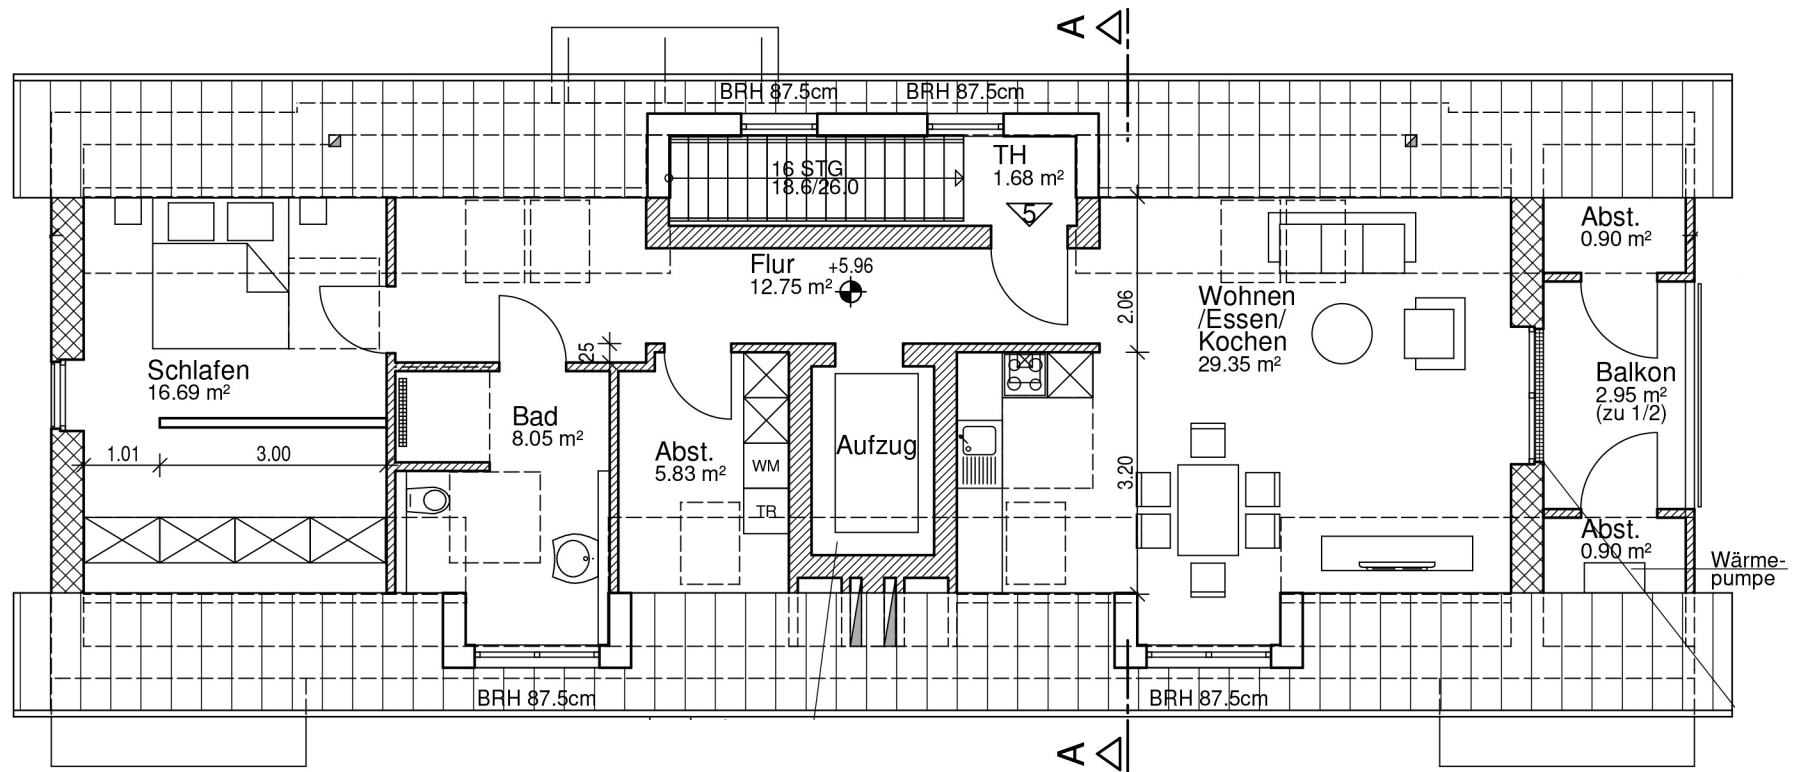 A
BRH 87.5cm
BRH 87.5cm
16 STG
18.6/26.0
TH
1.68 m²
5
Abst.
0.90 m²
Flur
12.75 m²
+5.96
Wohnen
/Essen/
Kochen
29.35 m²
2.06
25
Schlafen
16.69 m²
Balkon
2.95 m²
(zu 1/2)
Bad
8.05 m²
Aufzug
Abst.
5.83 m²
1.01
3.00
WM
TR
3.20
Abst.
0.90 m²
Wärme-
pumpe
BRH 87.5cm
BRH 87.5cm
A